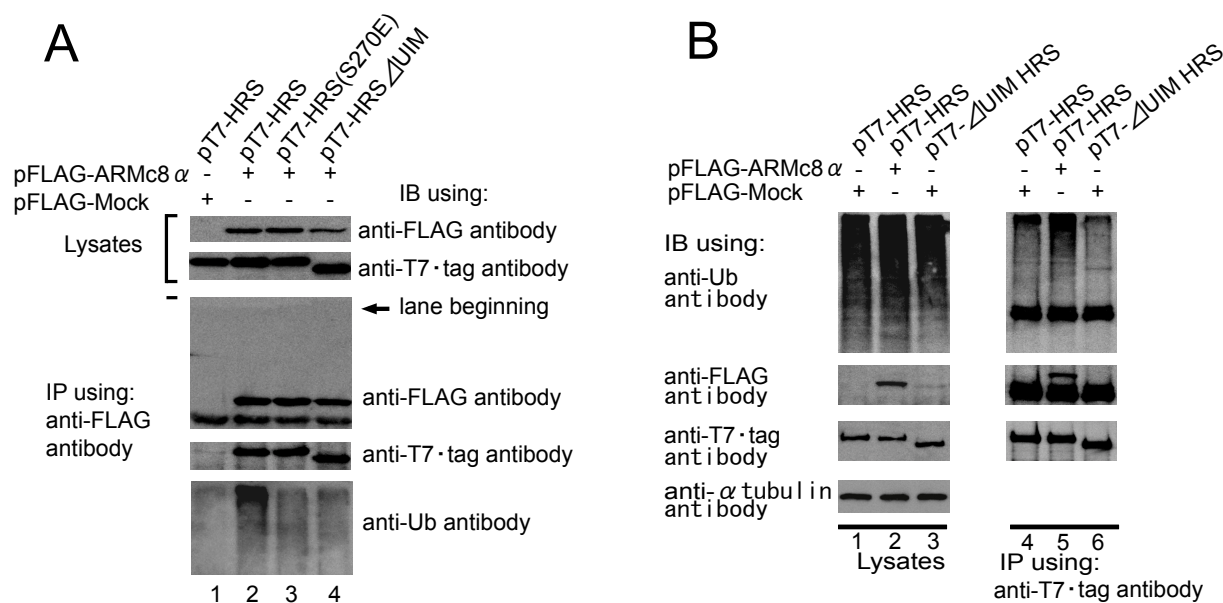 A
pT7-HRS
pT7-HRS
pT7-HRS(S270E)
pT7-HRS⊿UIM
pFLAG-ARMc8α - + + +
pFLAG-Mock + - - -
IB using:
Lysates
anti-FLAG antibody
anti-T7・tag antibody
lane beginning
IP using:
anti-FLAG
antibody
anti-FLAG antibody
anti-T7・tag antibody
anti-Ub antibody
1 2 3 4
B
pT7-HRS
pT7-HRS
pT7-⊿UIM HRS
pT7-HRS
pT7-HRS
pT7-⊿UIM HRS
pFLAG-ARMc8α - + - - + -
pFLAG-Mock + - + + - +
IB using:
anti-Ub
antibody
anti-FLAG
antibody
anti-T7・tag
antibody
anti-αtubulin
antibody
1 2 3 4 5 6
Lysates
IP using:
anti-T7・tag antibody